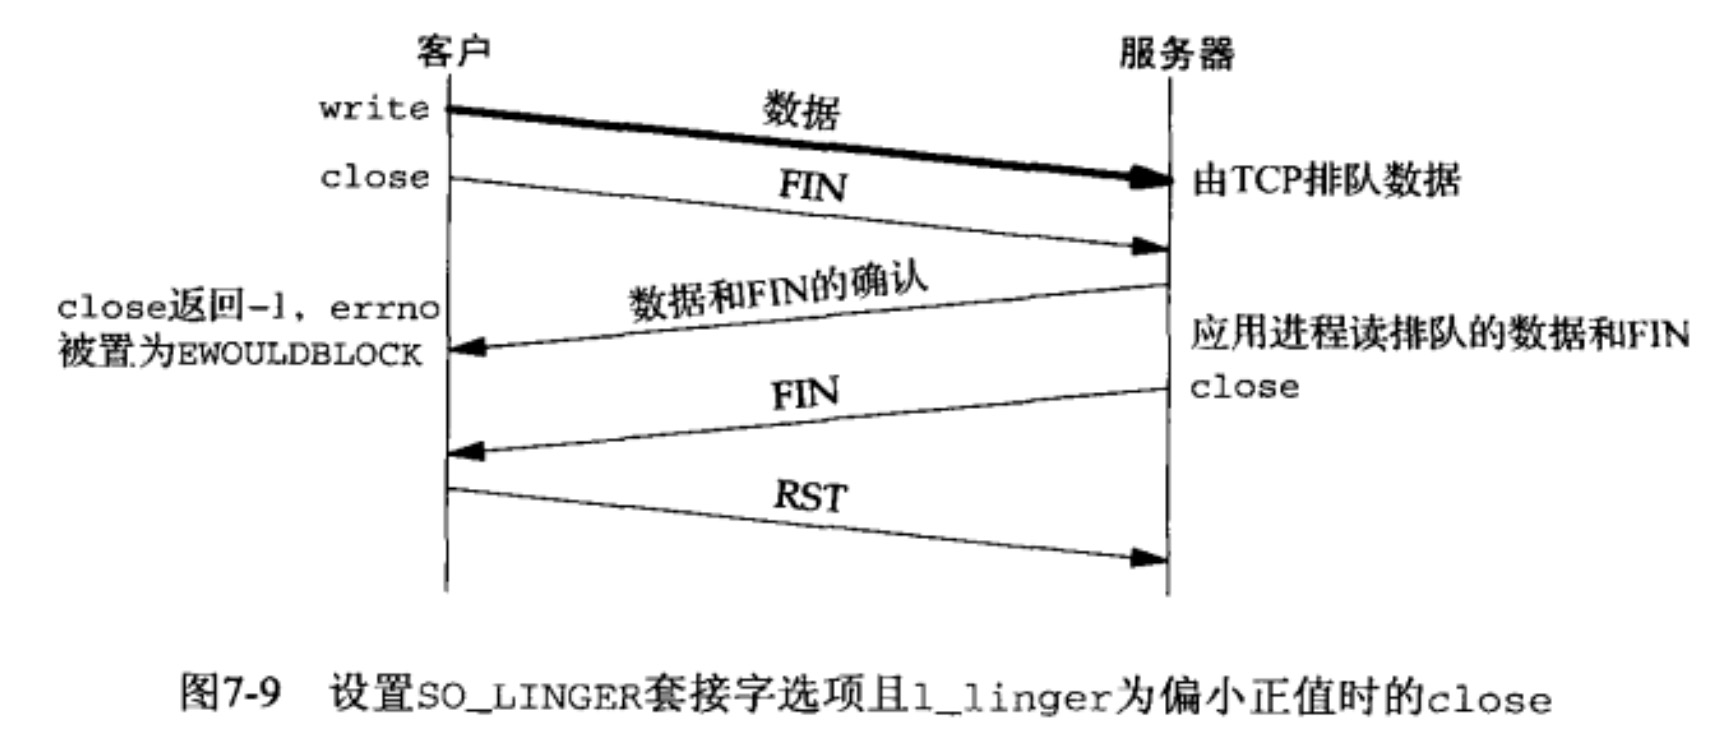 客户
服务器
write
数据
close
FIN
由TCP排队数据
数据和FIN的确认
close返回-1，errno
被置为EWOULDBLOCK
应用进程读排队的数据和FIN
close
FIN
RST
图7-9 设置SO_LINGER套接字选项且l_linger为偏小正值时的close